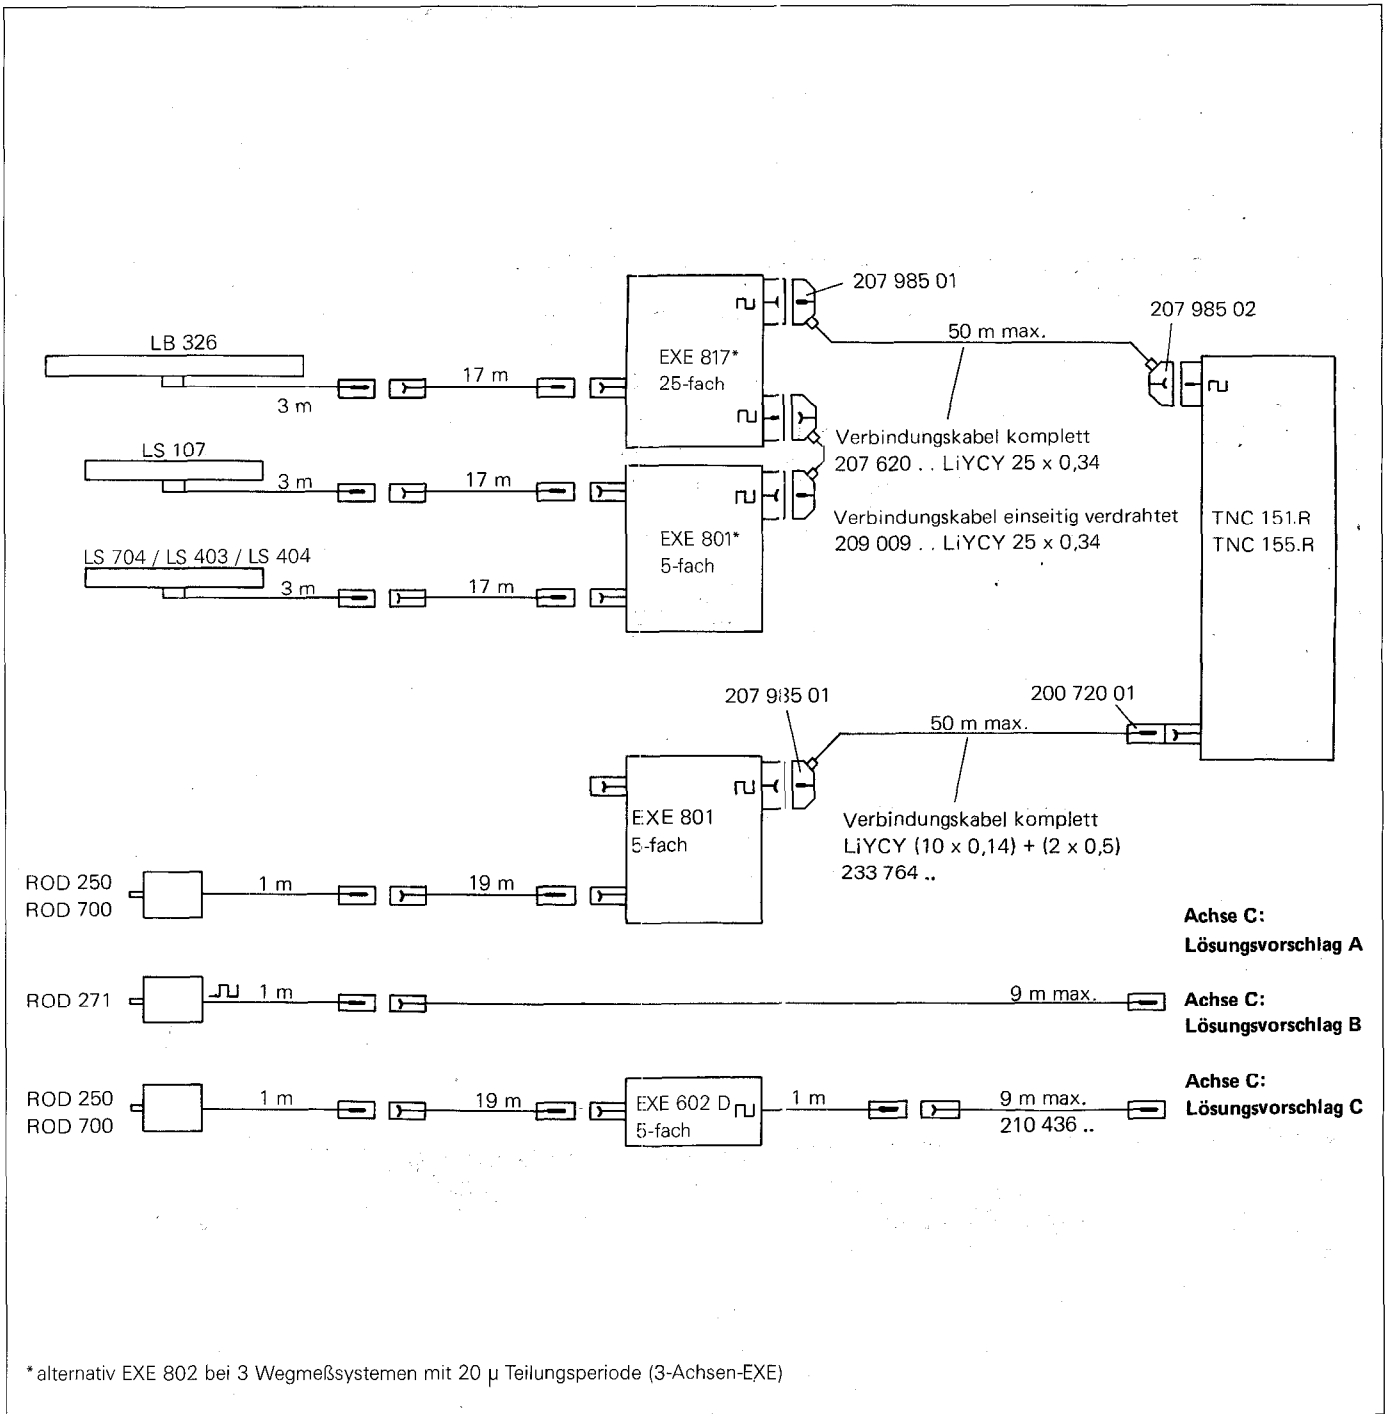 207 985 01
207 985 02
50 m max.
LB 326
EXE 817*
25-fach
17 m
3 m
Verbindungskabel komplett
207 620 . . LiYCY 25 x 0,34
LS 107
3 m
17 m
Verbindungskabel einseitig verdrahtet
209 009 . . LiYCY 25 x 0,34
TNC 151.R
TNC 155.R
EXE 801*
5-fach
LS 704 / LS 403 / LS 404
3 m
17 m
207 985 01
200 720 01
50 m max.
EXE 801
5-fach
Verbindungskabel komplett
LiYCY (10 x 0,14) + (2 x 0,5)
233 764 ..
ROD 250
ROD 700
1 m
19 m
Achse C:
Lösungsvorschlag A
ROD 271
1 m
9 m max.
Achse C:
Lösungsvorschlag B
ROD 250
ROD 700
1 m
19 m
EXE 602 D
5-fach
1 m
9 m max.
210 436 ..
Achse C:
Lösungsvorschlag C
* alternativ EXE 802 bei 3 Wegmeßsystemen mit 20 µ Teilungsperiode (3-Achsen-EXE)